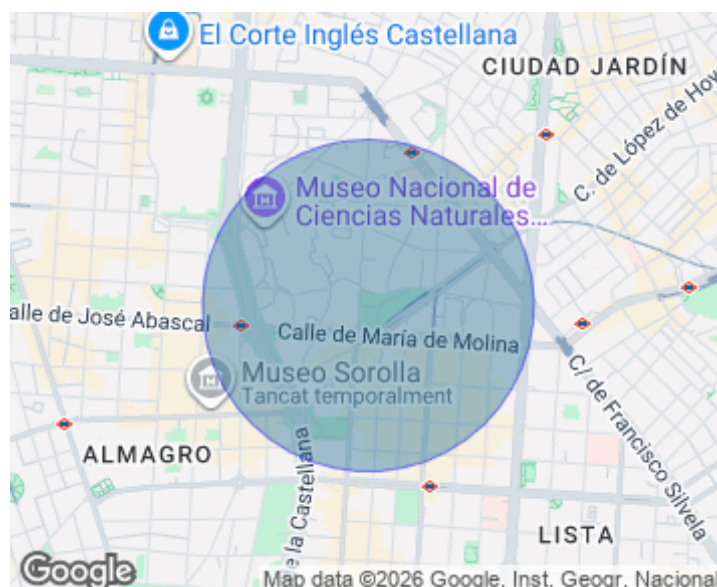 El Corte Inglés Castellana
CIUDAD JARDÍN
C. de López de Hoy
Museo Nacional de
Ciencias Naturales...
alle de José Abascal
Calle de María de Molina
Museo Sorolla
Tancat temporalment
C/ de Francisco Silvela
ALMAGRO
e la Castellana
LISTA
Google
Map data ©2026 Google, Inst. Geogr. Nacional